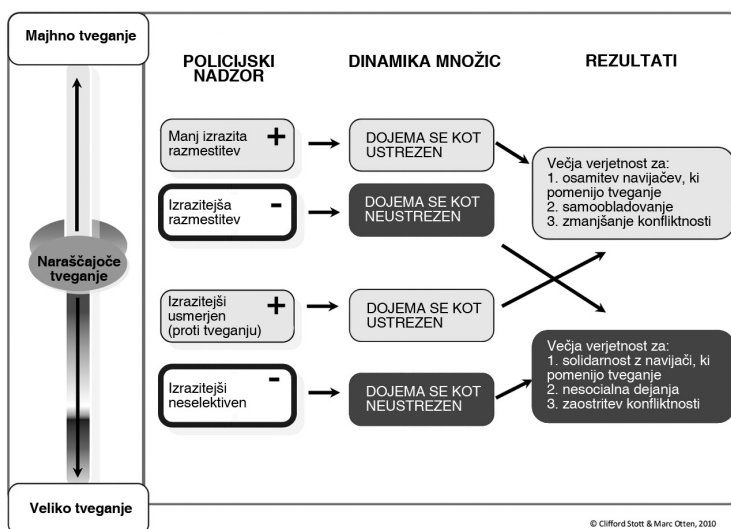 Majhno tveganje
Naraščajoče
tveganje
Veliko tveganje
POLICIJSKI
NADZOR
DINAMIKA MNOŽIC
REZULTATI
Manj izrazita
razmestitev
+
DOJEMA SE KOT
USTREZEN
Izrazitejša
razmestitev
-
DOJEMA SE KOT
NEUSTREZEN
Izrazitejši
usmerjen
(proti tveganju)
+
DOJEMA SE KOT
USTREZEN
Izrazitejši
neselektiven
-
DOJEMA SE KOT
NEUSTREZEN
Večja verjetnost za:
1. osamitev navijačev, ki
pomenijo tveganje
2. samoobladovanje
3. zmanjšanje konfliktnosti
Večja verjetnost za:
1. solidarnost z navijači, ki
pomenijo tveganje
2. nesocialna dejanja
3. zaostritev konfliktnosti
© Clifford Stott & Marc Otten, 2010